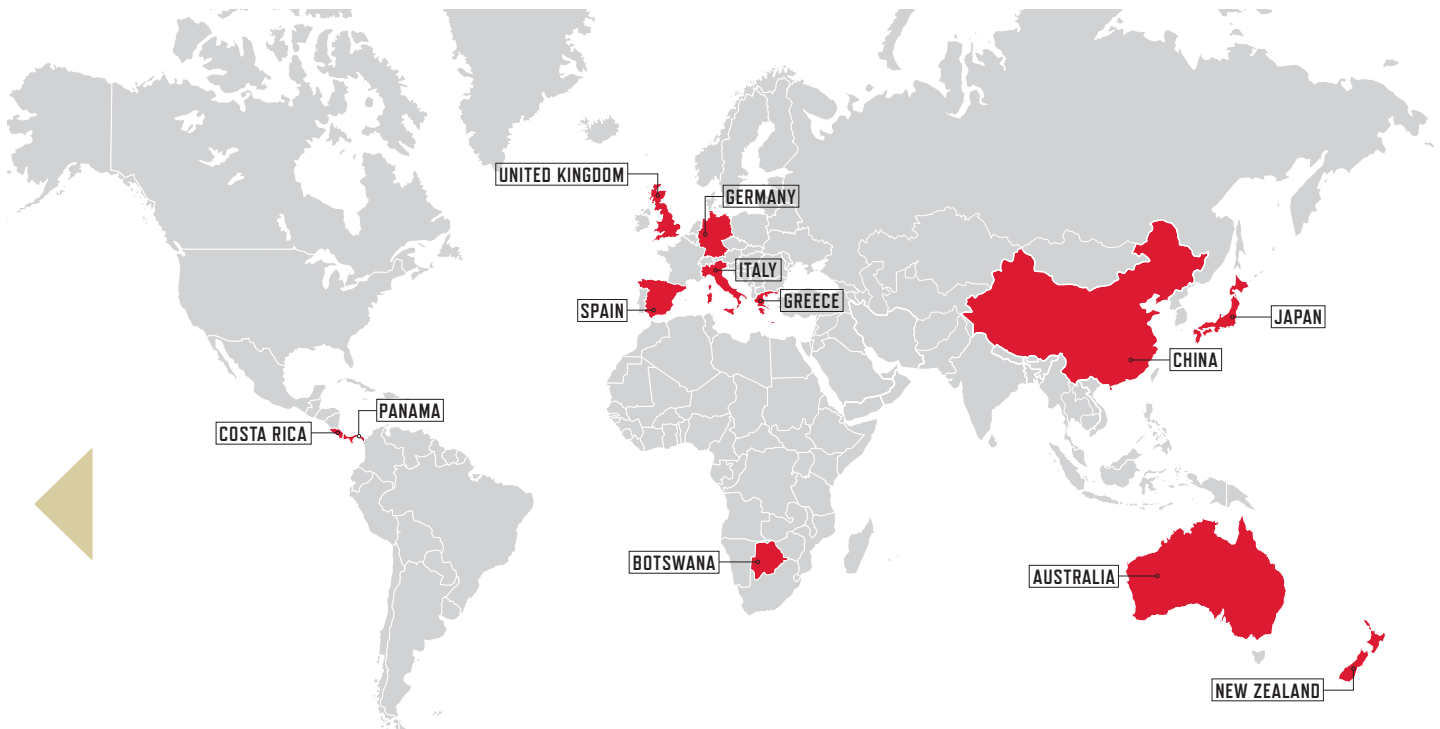 UNITED KINGDOM
GERMANY
ITALY
GREECE
SPAIN
JAPAN
CHINA
PANAMA
COSTA RICA
BOTSWANA
AUSTRALIA
NEW ZEALAND